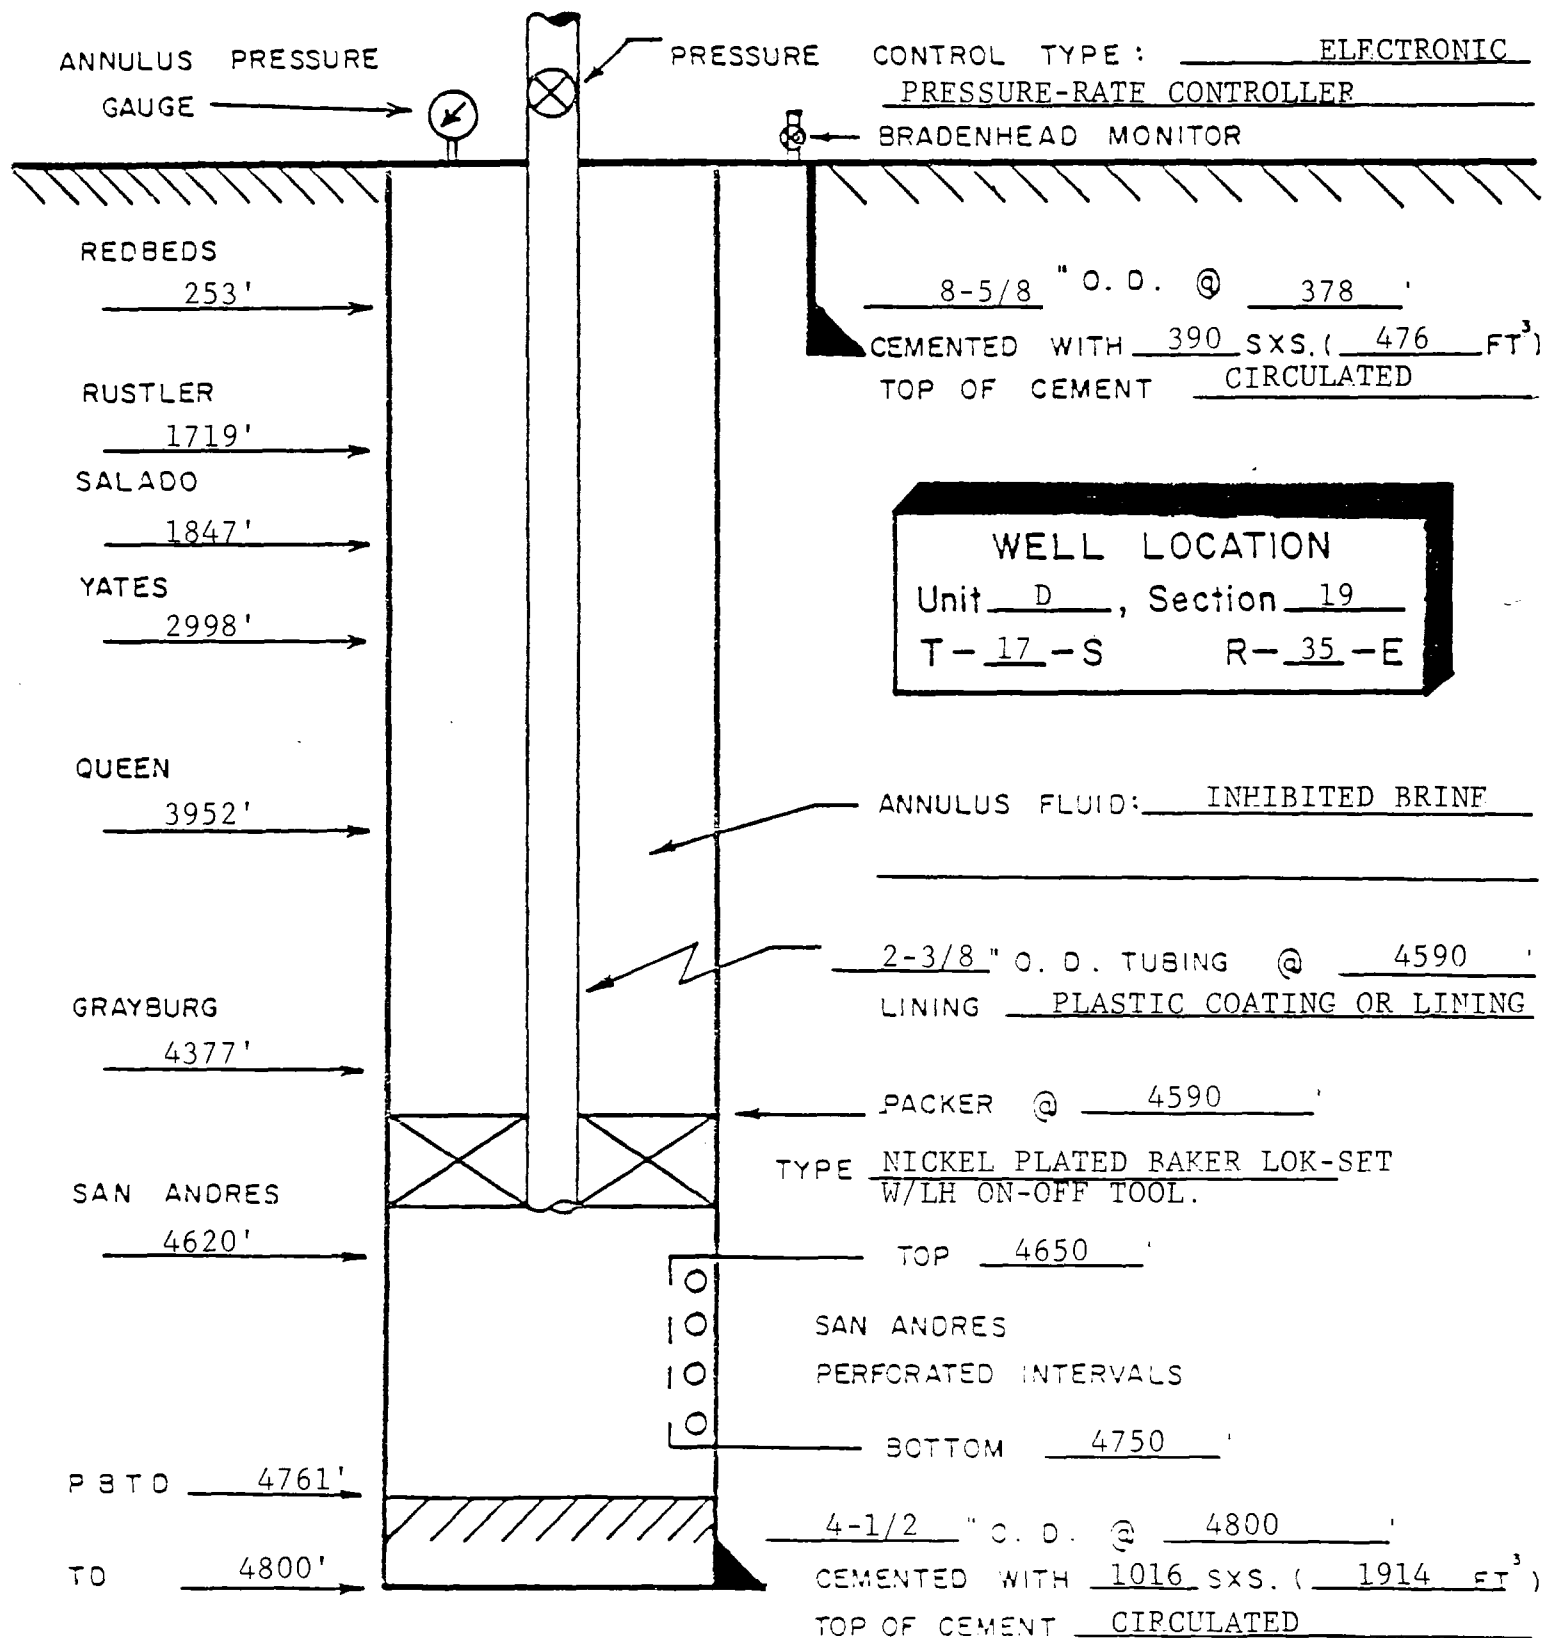 ANNULUS PRESSURE
GAUGE
PRESSURE CONTROL TYPE: ELECTRONIC
PRESSURE-RATE CONTROLLER
BRADENHEAD MONITOR
REDBEDS
253'
8-5/8 " O.D. @ 378 '
CEMENTED WITH 390 SXS. ( 476 FT³)
TOP OF CEMENT CIRCULATED
RUSTLER
1719'
SALADO
1847'
YATES
2998'
WELL LOCATION
Unit D, Section 19
T-17-S R-35-E
QUEEN
3952'
ANNULUS FLUID: INHIBITED BRINE
2-3/8 " O.D. TUBING @ 4590 '
LINING PLASTIC COATING OR LINING
GRAYBURG
4377'
PACKER @ 4590 '
TYPE NICKEL PLATED BAKER LOK-SET
W/LH ON-OFF TOOL.
SAN ANDRES
4620'
TOP 4650 '
SAN ANDRES
PERFORATED INTERVALS
BOTTOM 4750 '
PBTD 4761'
4-1/2 " O.D. @ 4800 '
TD 4800'
CEMENTED WITH 1016 SXS. ( 1914 FT³)
TOP OF CEMENT CIRCULATED